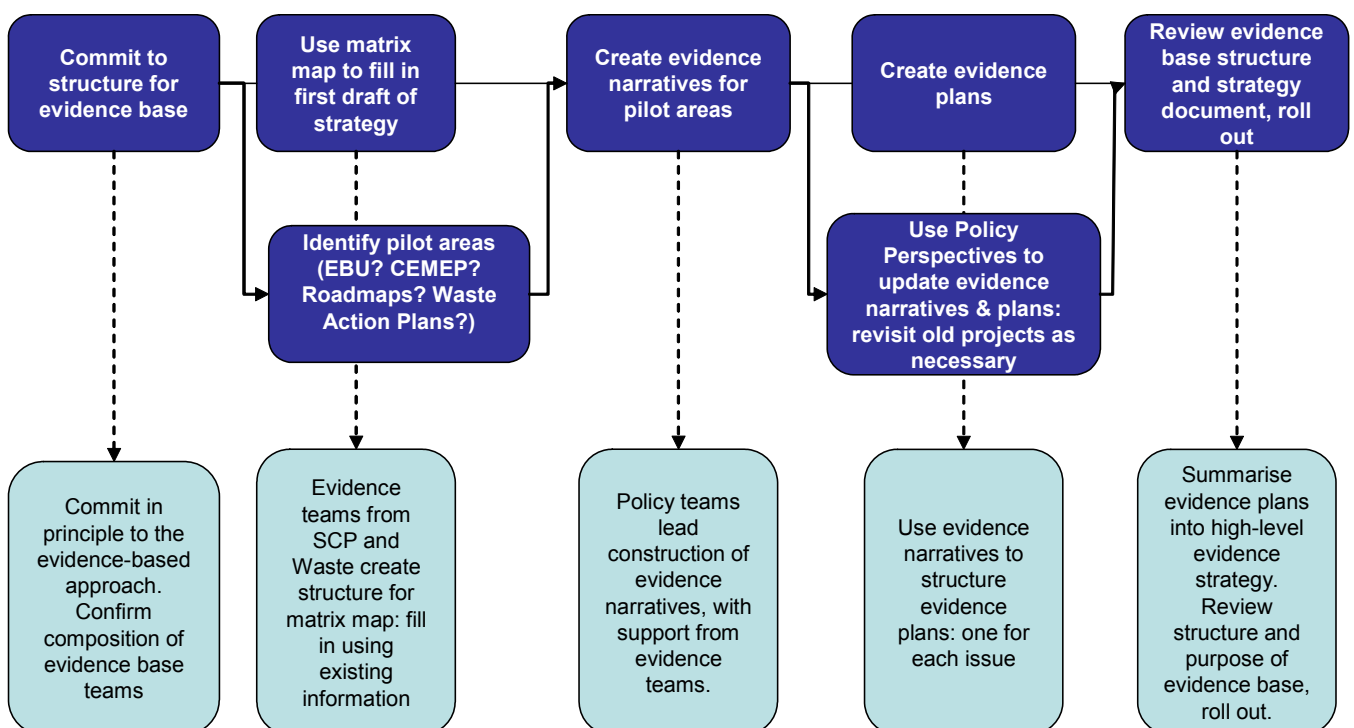 Commit to
structure for
evidence base
Use matrix
map to fill in
first draft of
strategy
Create evidence
narratives for
pilot areas
Create evidence
plans
Review evidence
base structure
and strategy
document, roll
out
Identify pilot areas
(EBU? CEMEP?
Roadmaps? Waste
Action Plans?)
Use Policy
Perspectives to
update evidence
narratives & plans:
revisit old projects as
necessary
Commit in
principle to the
evidence-based
approach.
Confirm
composition of
evidence base
teams
Evidence
teams from
SCP and
Waste create
structure for
matrix map: fill
in using
existing
information
Policy teams
lead
construction of
evidence
narratives, with
support from
evidence
teams.
Use evidence
narratives to
structure
evidence
plans: one for
each issue
Summarise
evidence plans
into high-level
evidence
strategy.
Review
structure and
purpose of
evidence base,
roll out.